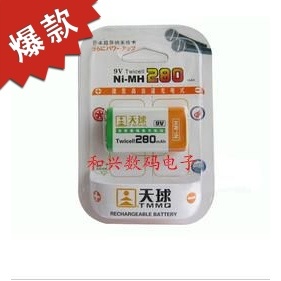 爆款
9V Twicell
Ni-MH 280 mAh
天球
9V
Twicell 280mAh
和兴数码电子
天球
TMMQ
RECHARGEABLE BATTERY